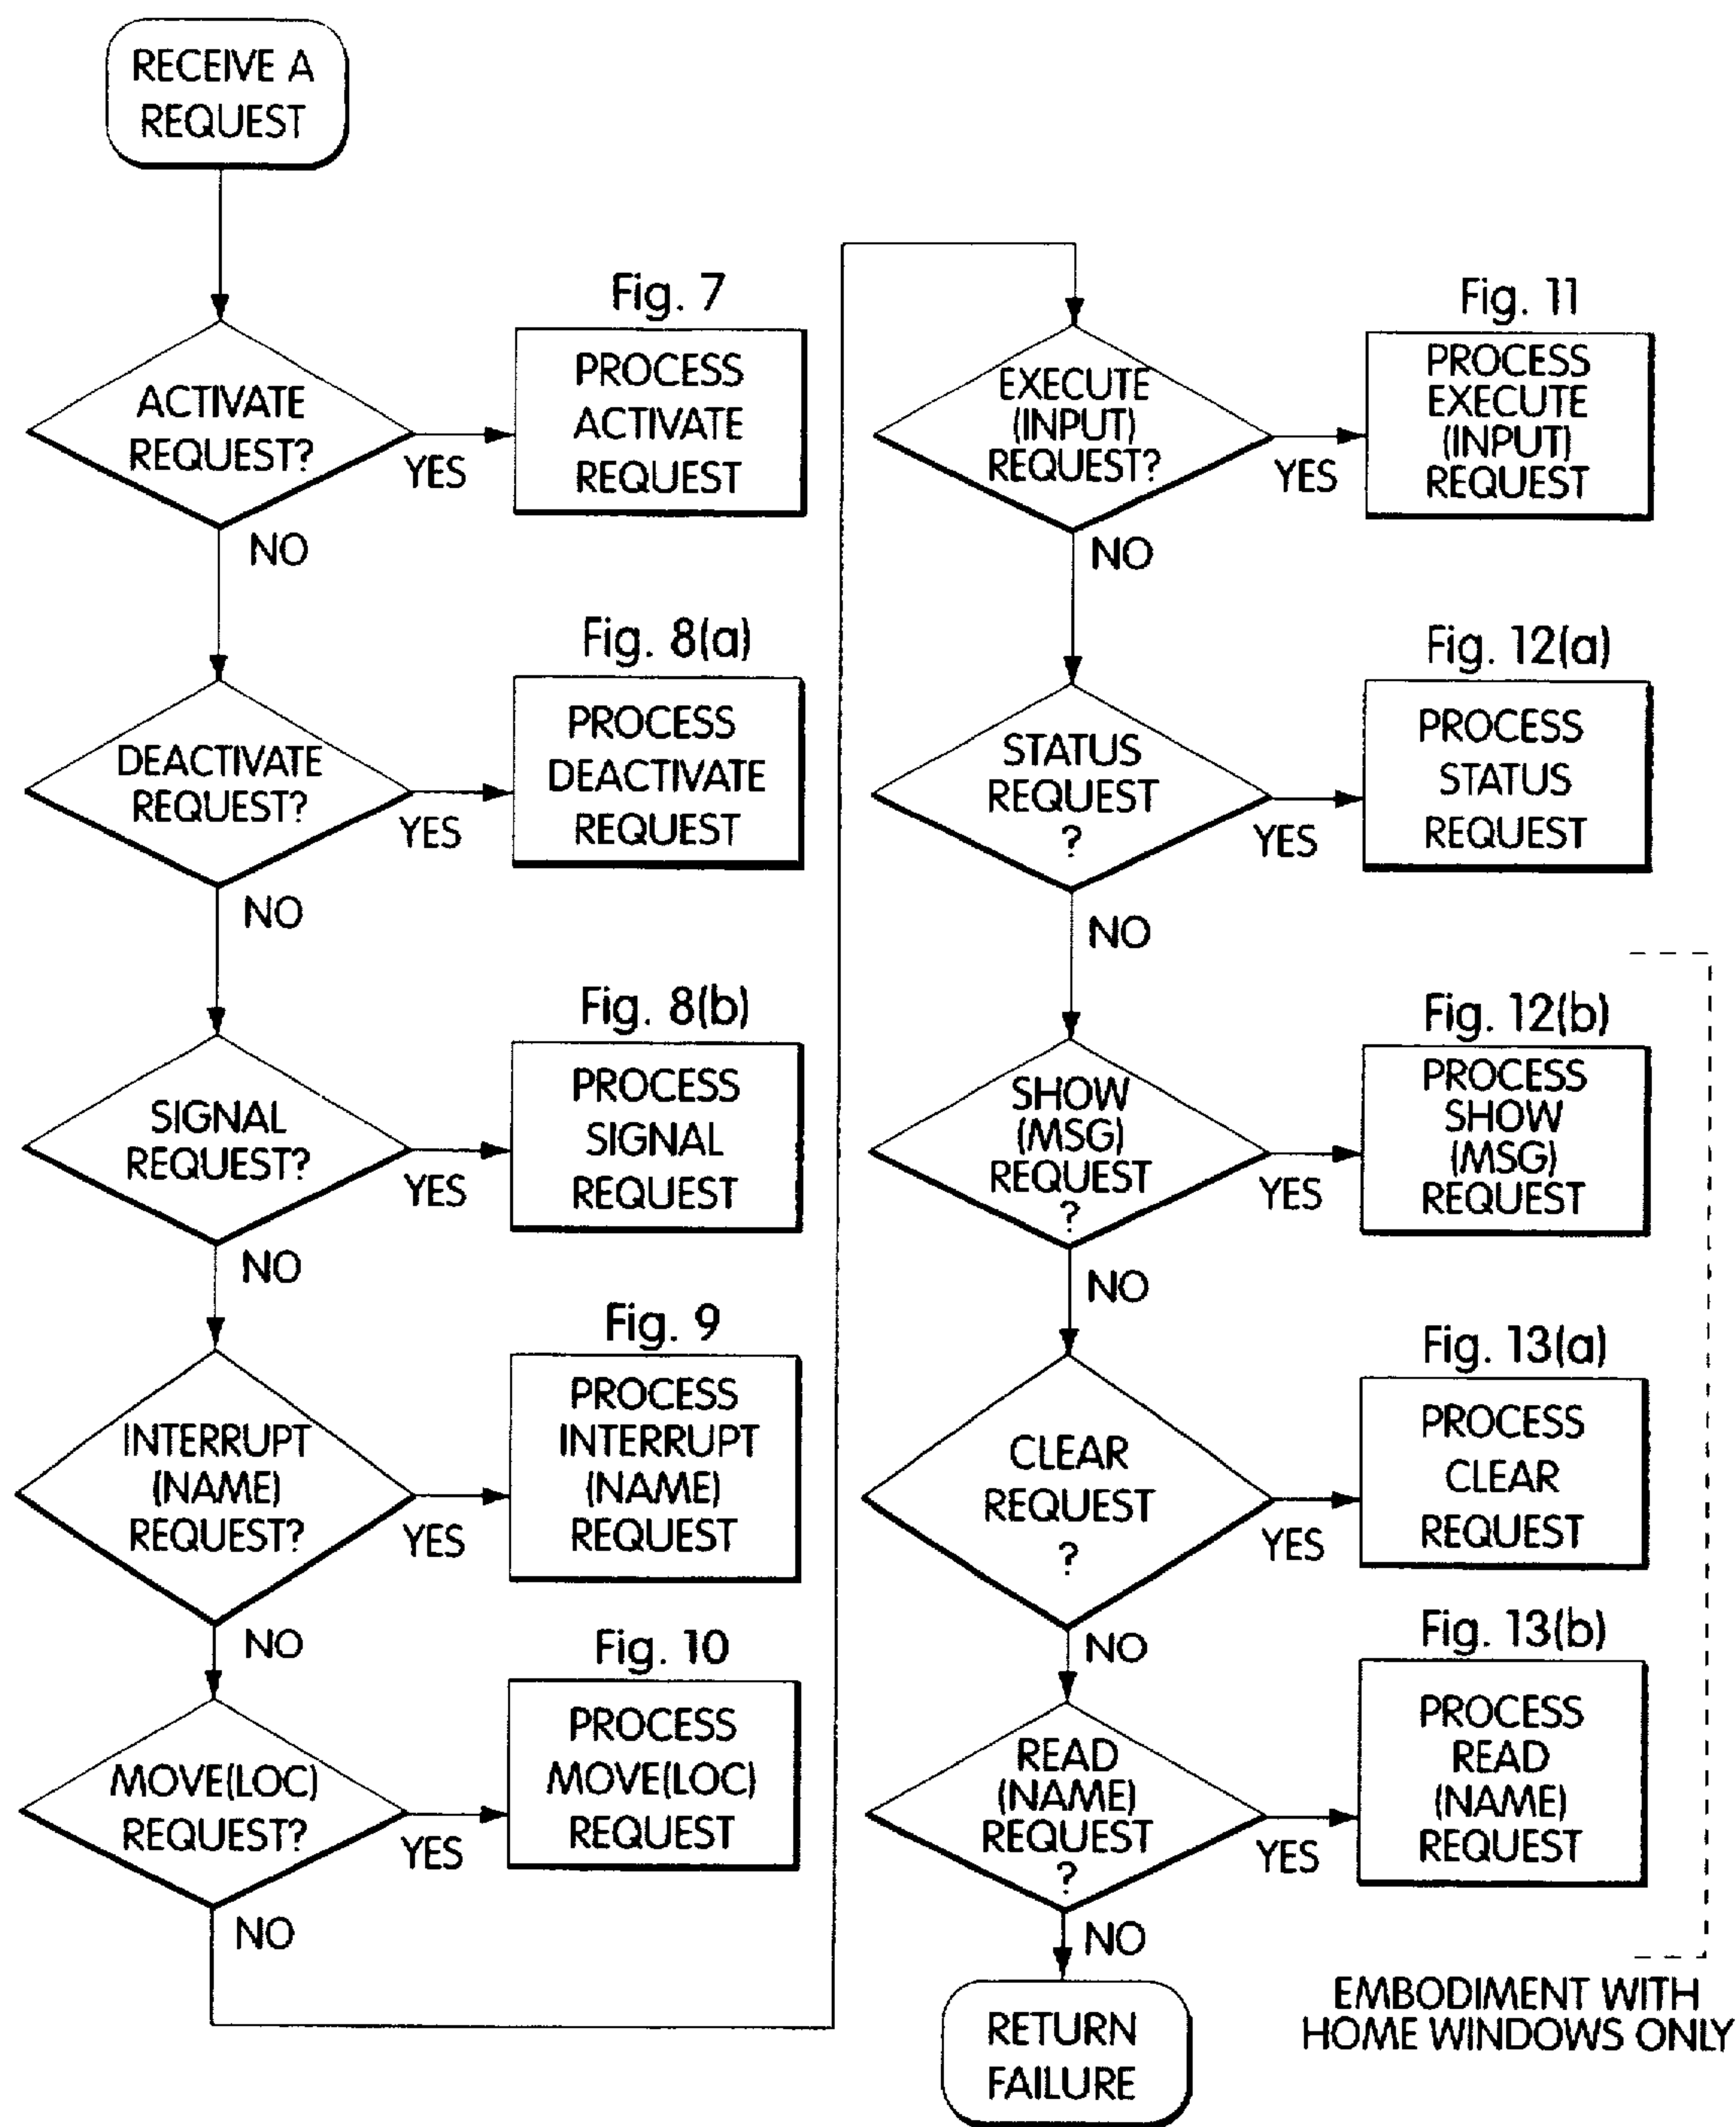 RECEIVE A
REQUEST
Fig. 7
ACTIVATE
REQUEST?
YES
PROCESS
ACTIVATE
REQUEST
NO
Fig. 8(a)
DEACTIVATE
REQUEST?
YES
PROCESS
DEACTIVATE
REQUEST
NO
Fig. 8(b)
SIGNAL
REQUEST?
YES
PROCESS
SIGNAL
REQUEST
NO
Fig. 9
INTERRUPT
(NAME)
REQUEST?
YES
PROCESS
INTERRUPT
(NAME)
REQUEST
NO
Fig. 10
MOVE(LOC)
REQUEST?
YES
PROCESS
MOVE(LOC)
REQUEST
NO
Fig. 11
EXECUTE
(INPUT)
REQUEST?
YES
PROCESS
EXECUTE
(INPUT)
REQUEST
NO
Fig. 12(a)
STATUS
REQUEST
?
YES
PROCESS
STATUS
REQUEST
NO
Fig. 12(b)
SHOW
(MSG)
REQUEST
?
YES
PROCESS
SHOW
(MSG)
REQUEST
NO
Fig. 13(a)
CLEAR
REQUEST
?
YES
PROCESS
CLEAR
REQUEST
NO
Fig. 13(b)
READ
(NAME)
REQUEST
?
YES
PROCESS
READ
(NAME)
REQUEST
NO
RETURN
FAILURE
EMBODIMENT WITH
HOME WINDOWS ONLY